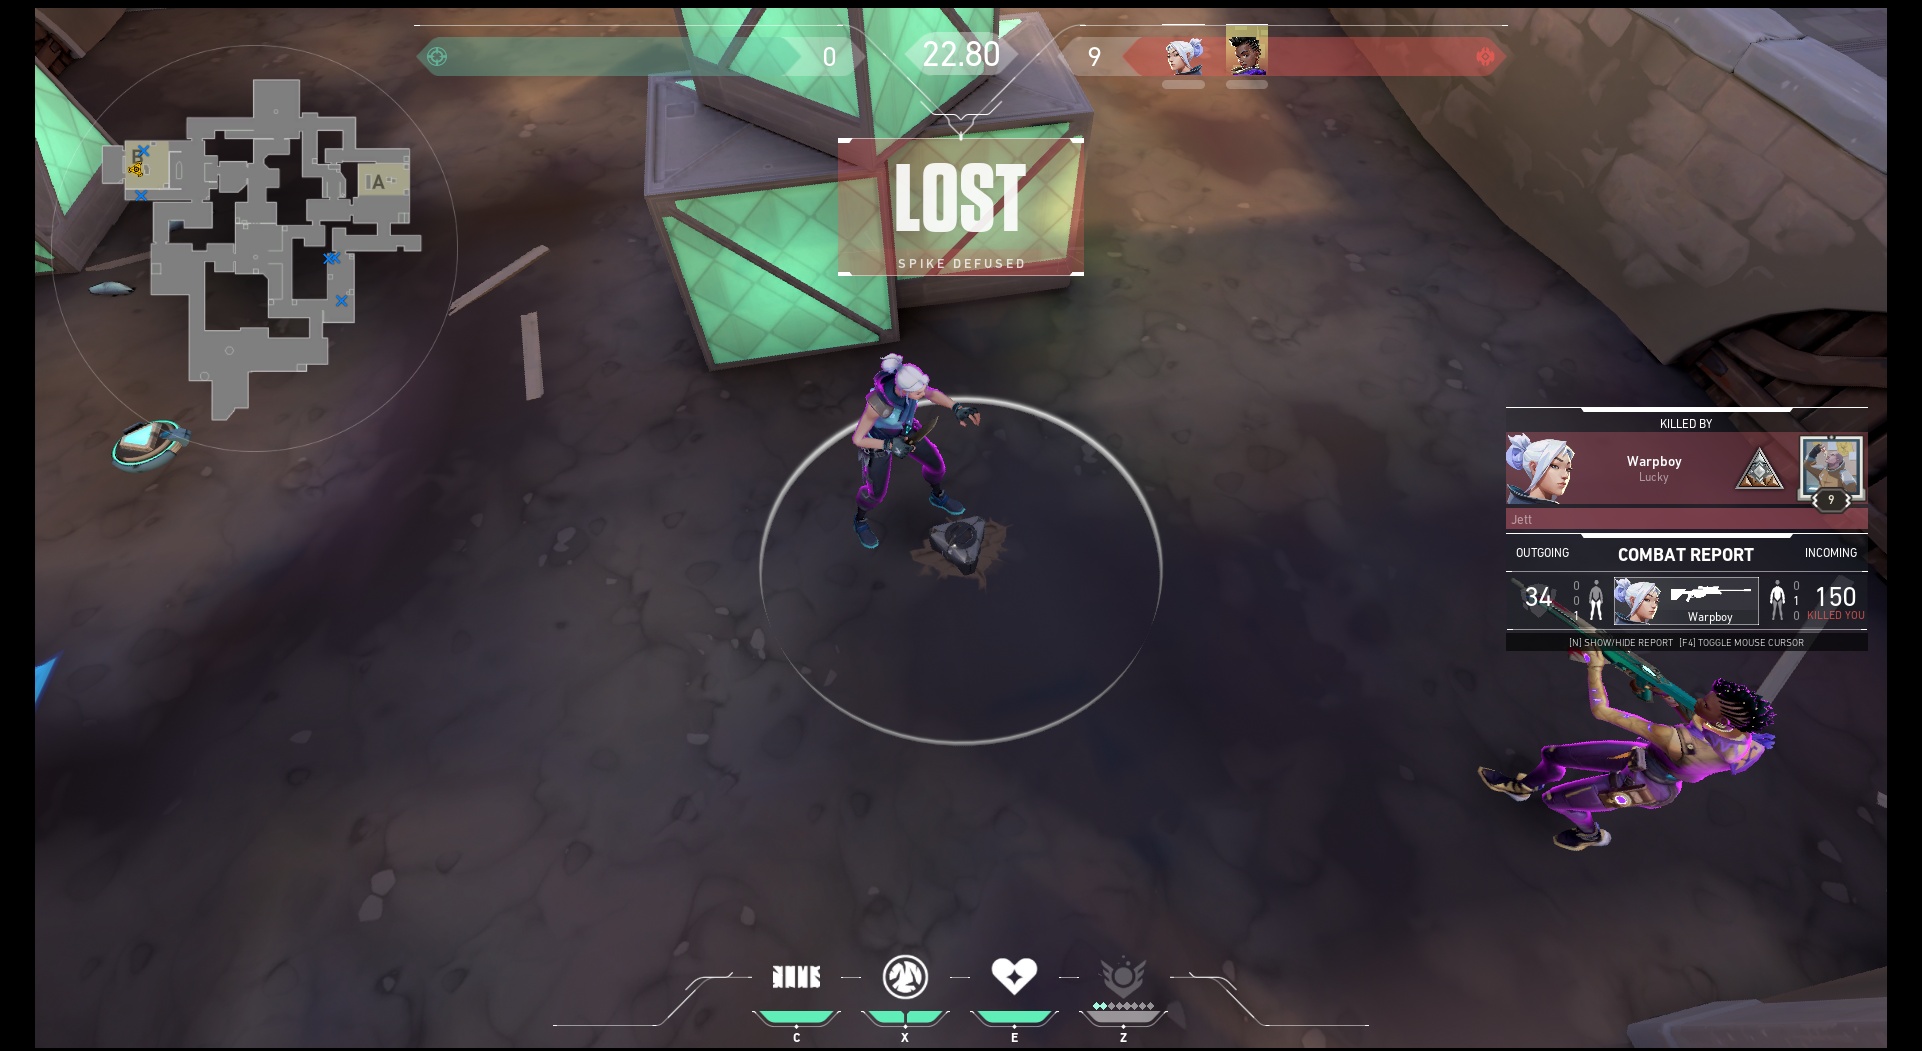 0
22.80
9
B
A
LOST
SPIKE DEFUSED
KILLED BY
Warpboy
Lucky
9
Jett
OUTGOING COMBAT REPORT INCOMING
34 0 0 1 Warpboy 0 1 0 150
KILLED YOU
[N] SHOW/HIDE REPORT [F4] TOGGLE MOUSE CURSOR
C X E Z